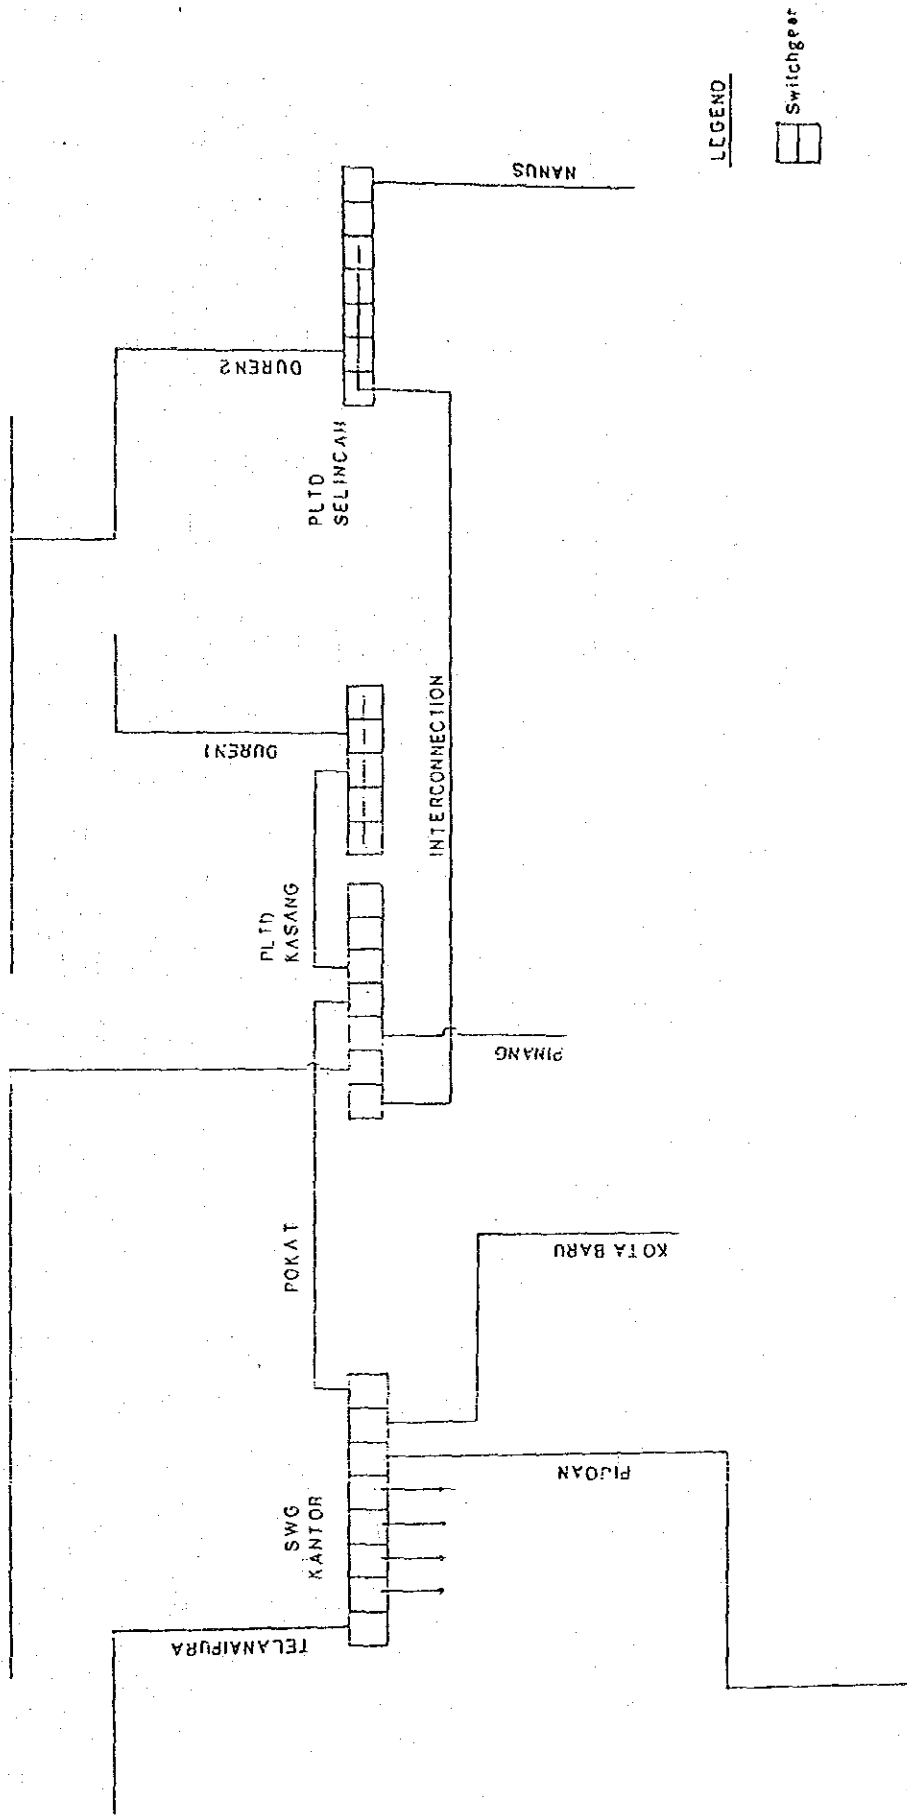 LEGEND
Switchgear
NANUS
DUREN 2
PLTD
SELINCAH
DUREN 1
INTERCONNECTION
PLTD
KASANG
PINANG
POKAT
KOTA BARU
SWG
KANTOR
PIJOAN
TELANAIPURA